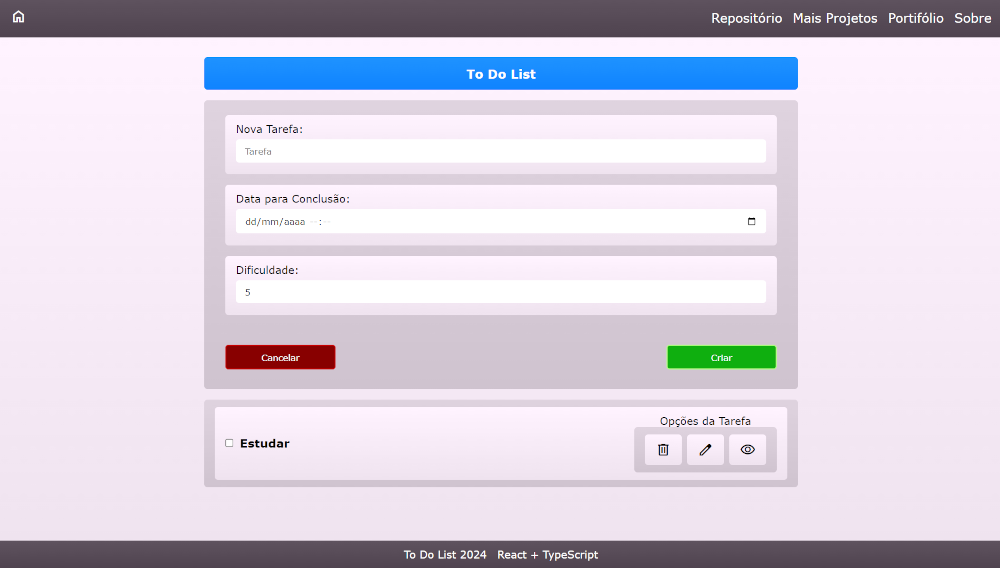 Repositório Mais Projetos Portifólio Sobre
To Do List
Nova Tarefa:
Tarefa
Data para Conclusão:
dd/mm/aaaa --:--
Dificuldade:
5
Cancelar Criar
Opções da Tarefa
Estudar
To Do List 2024 React + TypeScript